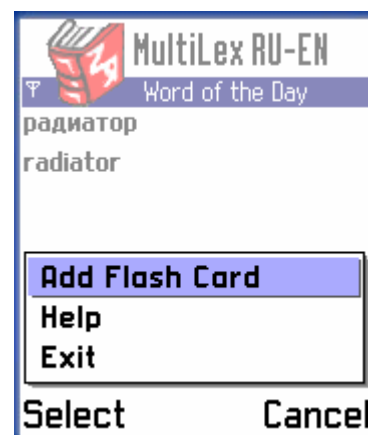 MultiLex RU-EN
Word of the Day
радиатор
radiator
Add Flash Card
Help
Exit
Select Cancel